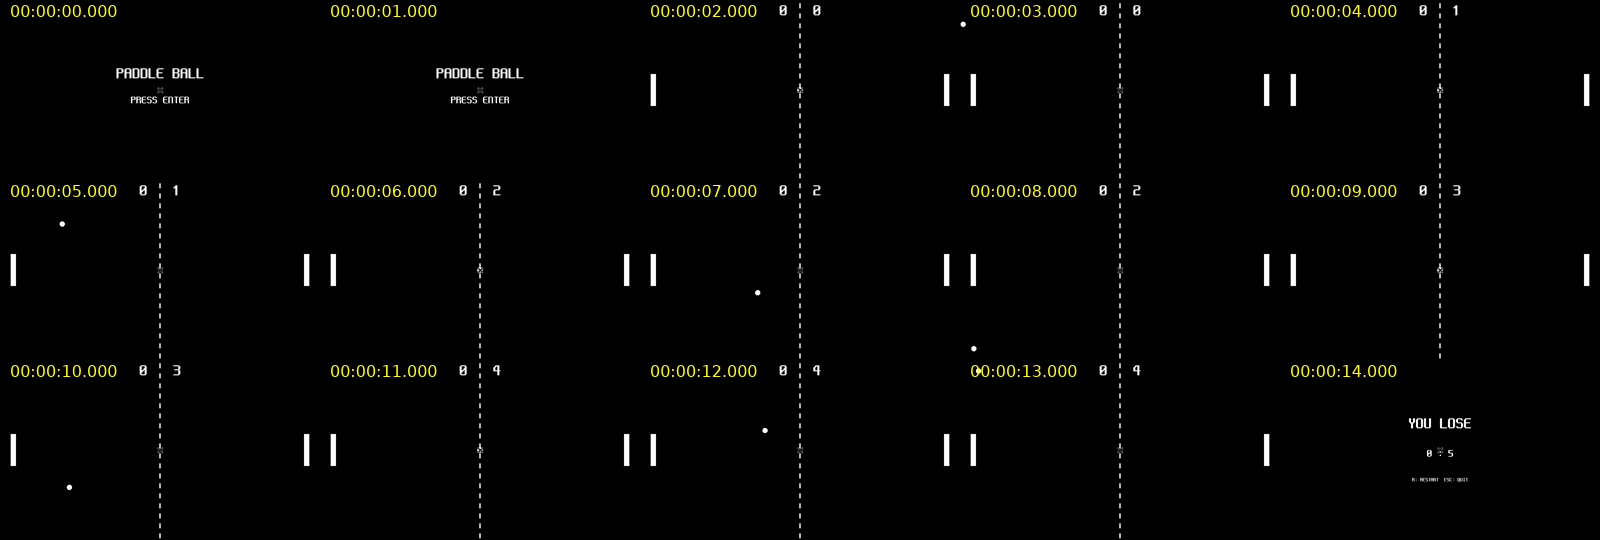 00:00:00.000
PADDLE BALL
PRESS ENTER
00:00:01.000
PADDLE BALL
PRESS ENTER
00:00:02.000 0 0
00:00:03.000 0 0
00:00:04.000 0 1
00:00:05.000 0 1
00:00:06.000 0 2
00:00:07.000 0 2
00:00:08.000 0 2
00:00:09.000 0 3
00:00:10.000 0 3
00:00:11.000 0 4
00:00:12.000 0 4
00:00:13.000 0 4
00:00:14.000
YOU LOSE
0 - 5
R: RESTART ESC: QUIT